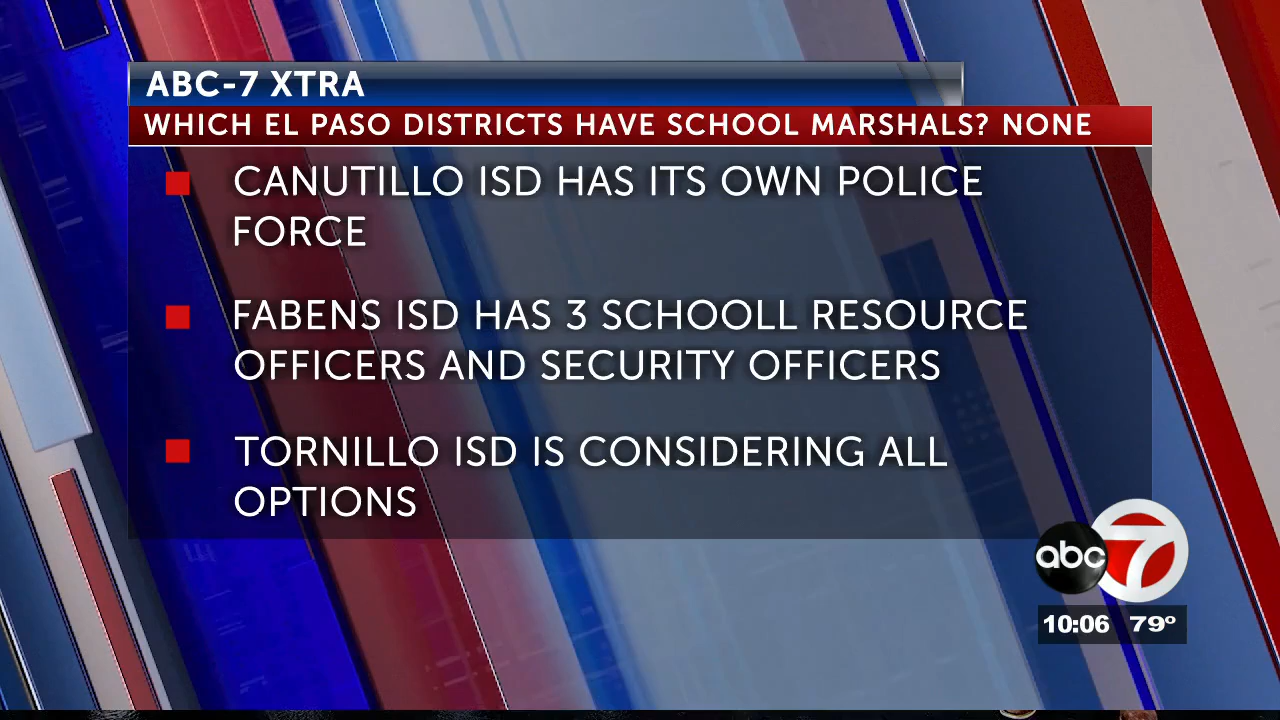 ABC-7 XTRA
WHICH EL PASO DISTRICTS HAVE SCHOOL MARSHALS? NONE
CANUTILLO ISD HAS ITS OWN POLICE
FORCE
FABENS ISD HAS 3 SCHOOLL RESOURCE
OFFICERS AND SECURITY OFFICERS
TORNILLO ISD IS CONSIDERING ALL
OPTIONS
abc 7
10:06 79°